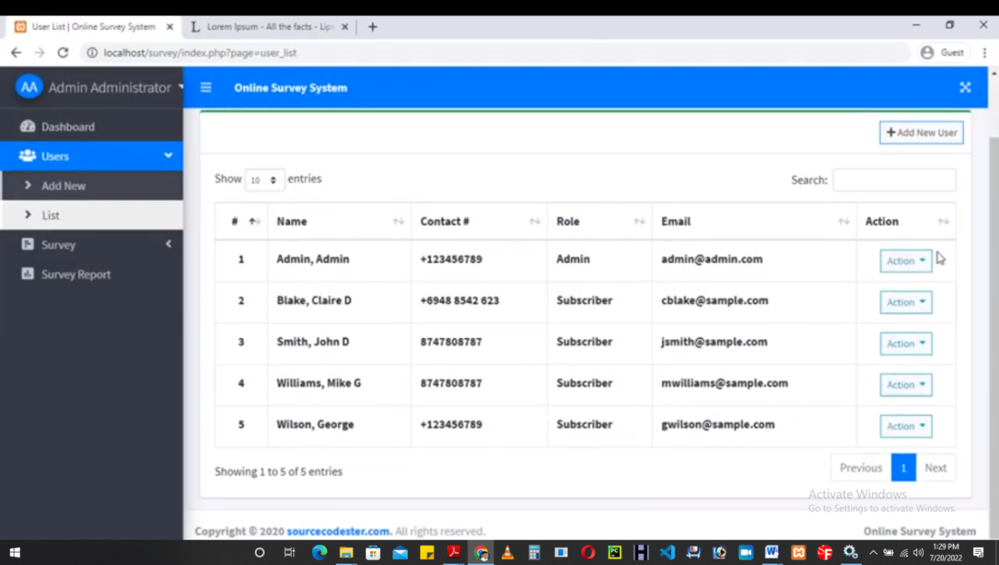 User List | Online Survey System
Lorem Ipsum - All the facts - Lip
localhost/survey/index.php?page=user_list
Guest
AA Admin Administrator
Online Survey System
Dashboard
Users
Add New
List
Survey
Survey Report
+ Add New User
Show 10 entries
Search:
# Name Contact # Role Email Action
1 Admin, Admin +123456789 Admin admin@admin.com Action
2 Blake, Claire D +6948 8542 623 Subscriber cblake@sample.com Action
3 Smith, John D 8747808787 Subscriber jsmith@sample.com Action
4 Williams, Mike G 8747808787 Subscriber mwilliams@sample.com Action
5 Wilson, George +123456789 Subscriber gwilson@sample.com Action
Showing 1 to 5 of 5 entries
Previous 1 Next
Activate Windows
Go to Settings to activate Windows.
Copyright © 2020 sourcecodester.com. All rights reserved.
Online Survey System
1:29 PM
7/20/2022